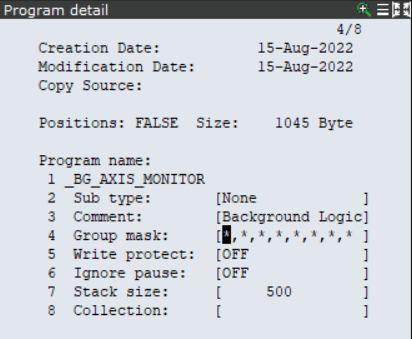 Program detail
4/8
Creation Date: 15-Aug-2022
Modification Date: 15-Aug-2022
Copy Source:
Positions: FALSE Size: 1045 Byte
Program name:
1 _BG_AXIS_MONITOR
2 Sub type: [None ]
3 Comment: [Background Logic]
4 Group mask: [*,*,*,*,*,*,*,* ]
5 Write protect: [OFF ]
6 Ignore pause: [OFF ]
7 Stack size: [ 500 ]
8 Collection: [ ]